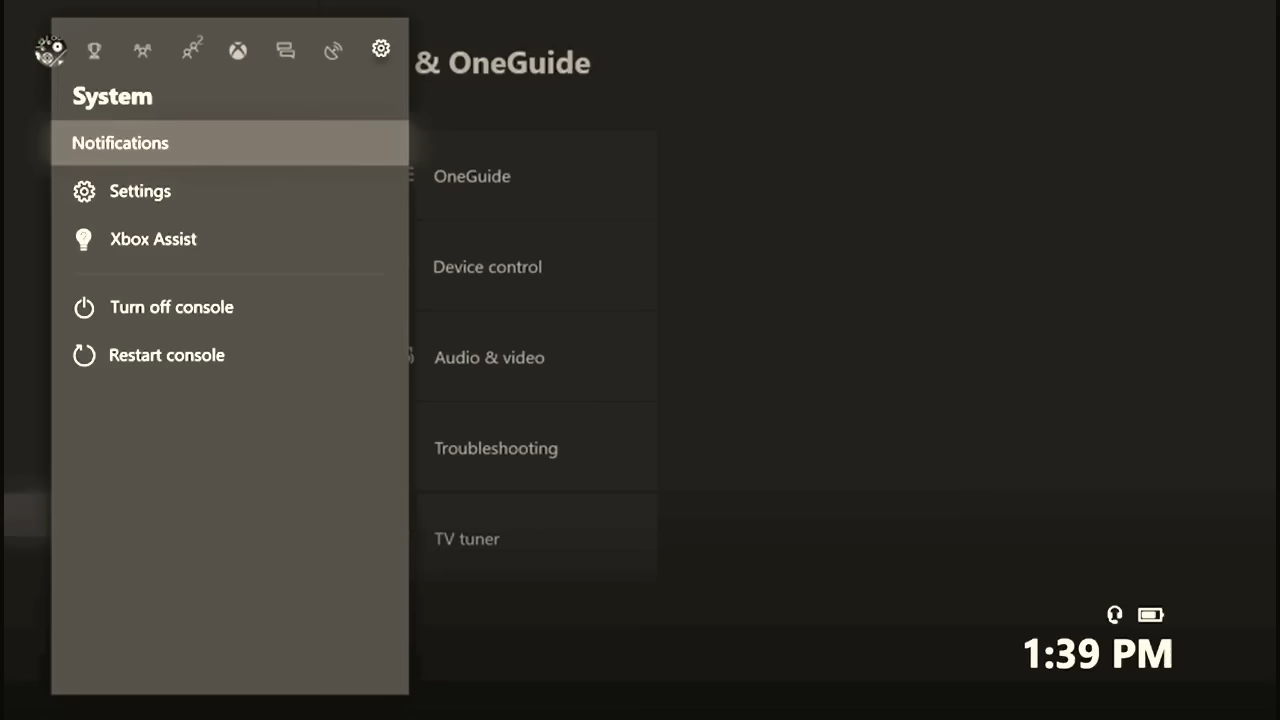 & OneGuide
System
Notifications
Settings
Xbox Assist
Turn off console
Restart console
OneGuide
Device control
Audio & video
Troubleshooting
TV tuner
1:39 PM